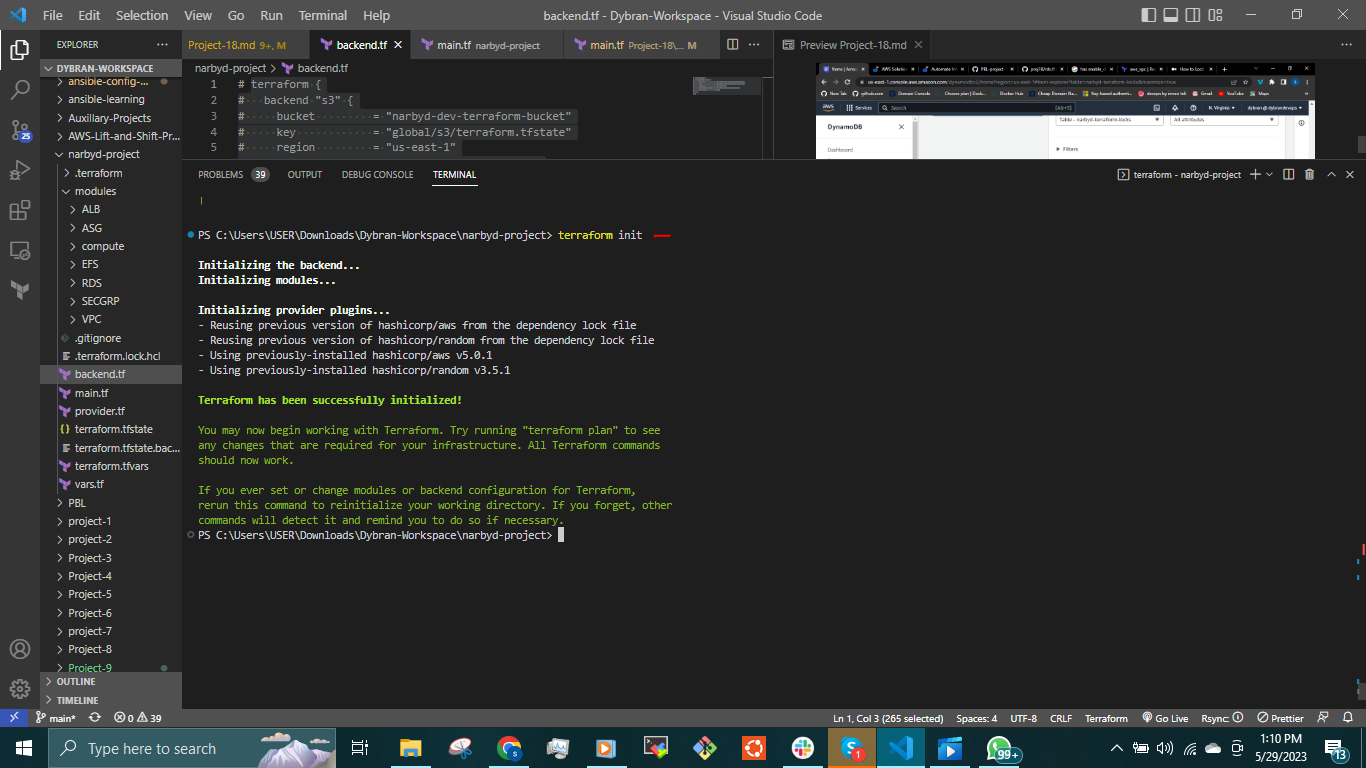 File Edit Selection View Go Run Terminal Help
backend.tf - Dybran-Workspace - Visual Studio Code
EXPLORER
Project-18.md 9+, M
backend.tf
main.tf narbyd-project
main.tf Project-18\... M
Preview Project-18.md
DYBRAN-WORKSPACE
ansible-config-...
ansible-learning
Auxillary-Projects
AWS-Lift-and-Shift-Pr...
narbyd-project
.terraform
modules
ALB
ASG
compute
EFS
RDS
SECGRP
VPC
.gitignore
.terraform.lock.hcl
backend.tf
main.tf
provider.tf
terraform.tfstate
terraform.tfstate.bac...
terraform.tfvars
vars.tf
PBL
project-1
project-2
Project-3
Project-4
Project-5
Project-6
project-7
Project-8
Project-9
OUTLINE
TIMELINE
25
narbyd-project > backend.tf
1 # terraform {
2 # backend "s3" {
3 # bucket = "narbyd-dev-terraform-bucket"
4 # key = "global/s3/terraform.tfstate"
5 # region = "us-east-1"
aws Services Search [Alt+S] N. Virginia
DynamoDB
Dashboard
Table - narbyd-terraform-locks
All attributes
Filters
PROBLEMS 39 OUTPUT DEBUG CONSOLE TERMINAL
terraform - narbyd-project
PS C:\Users\USER\Downloads\Dybran-Workspace\narbyd-project> terraform init
Initializing the backend...
Initializing modules...
Initializing provider plugins...
- Reusing previous version of hashicorp/aws from the dependency lock file
- Reusing previous version of hashicorp/random from the dependency lock file
- Using previously-installed hashicorp/aws v5.0.1
- Using previously-installed hashicorp/random v3.5.1
Terraform has been successfully initialized!
You may now begin working with Terraform. Try running "terraform plan" to see
any changes that are required for your infrastructure. All Terraform commands
should now work.
If you ever set or change modules or backend configuration for Terraform,
rerun this command to reinitialize your working directory. If you forget, other
commands will detect it and remind you to do so if necessary.
PS C:\Users\USER\Downloads\Dybran-Workspace\narbyd-project>
main* 0 39
Ln 1, Col 3 (265 selected) Spaces: 4 UTF-8 CRLF Terraform Go Live Rsync: Prettier
Type here to search
1
99+
1:10 PM
5/29/2023
13